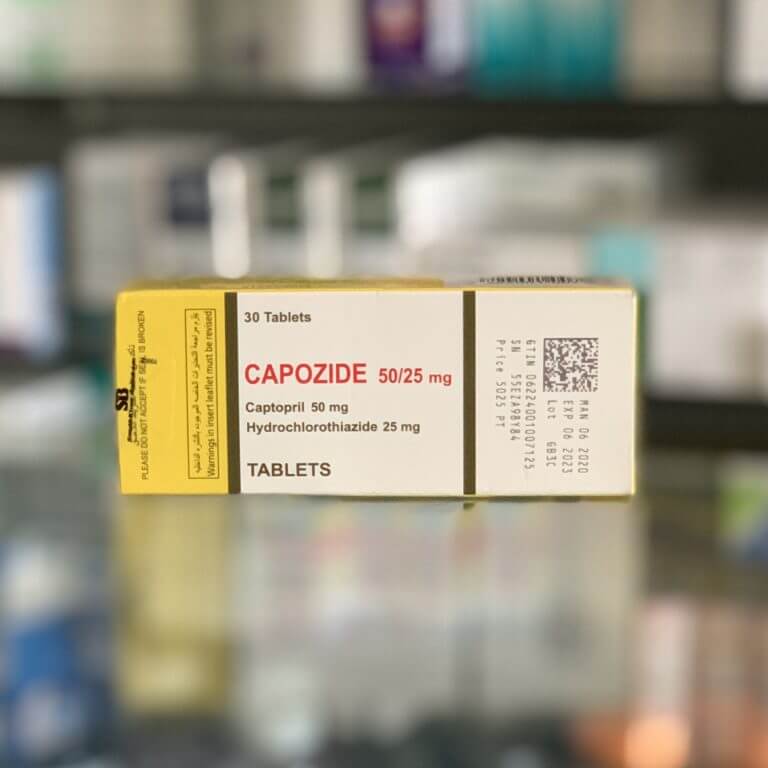 30 Tablets
CAPOZIDE 50/25 mg
Captopril 50 mg
Hydrochlorothiazide 25 mg
TABLETS
PLEASE DO NOT ACCEPT IF SEAL IS BROKEN
Warnings in insert leaflet must be revised
MAN 06 2020
EXP 06 2023
Lot GB3C
GTIN 06224001007125
SN 55EZA9BY84
Price 5025 PT